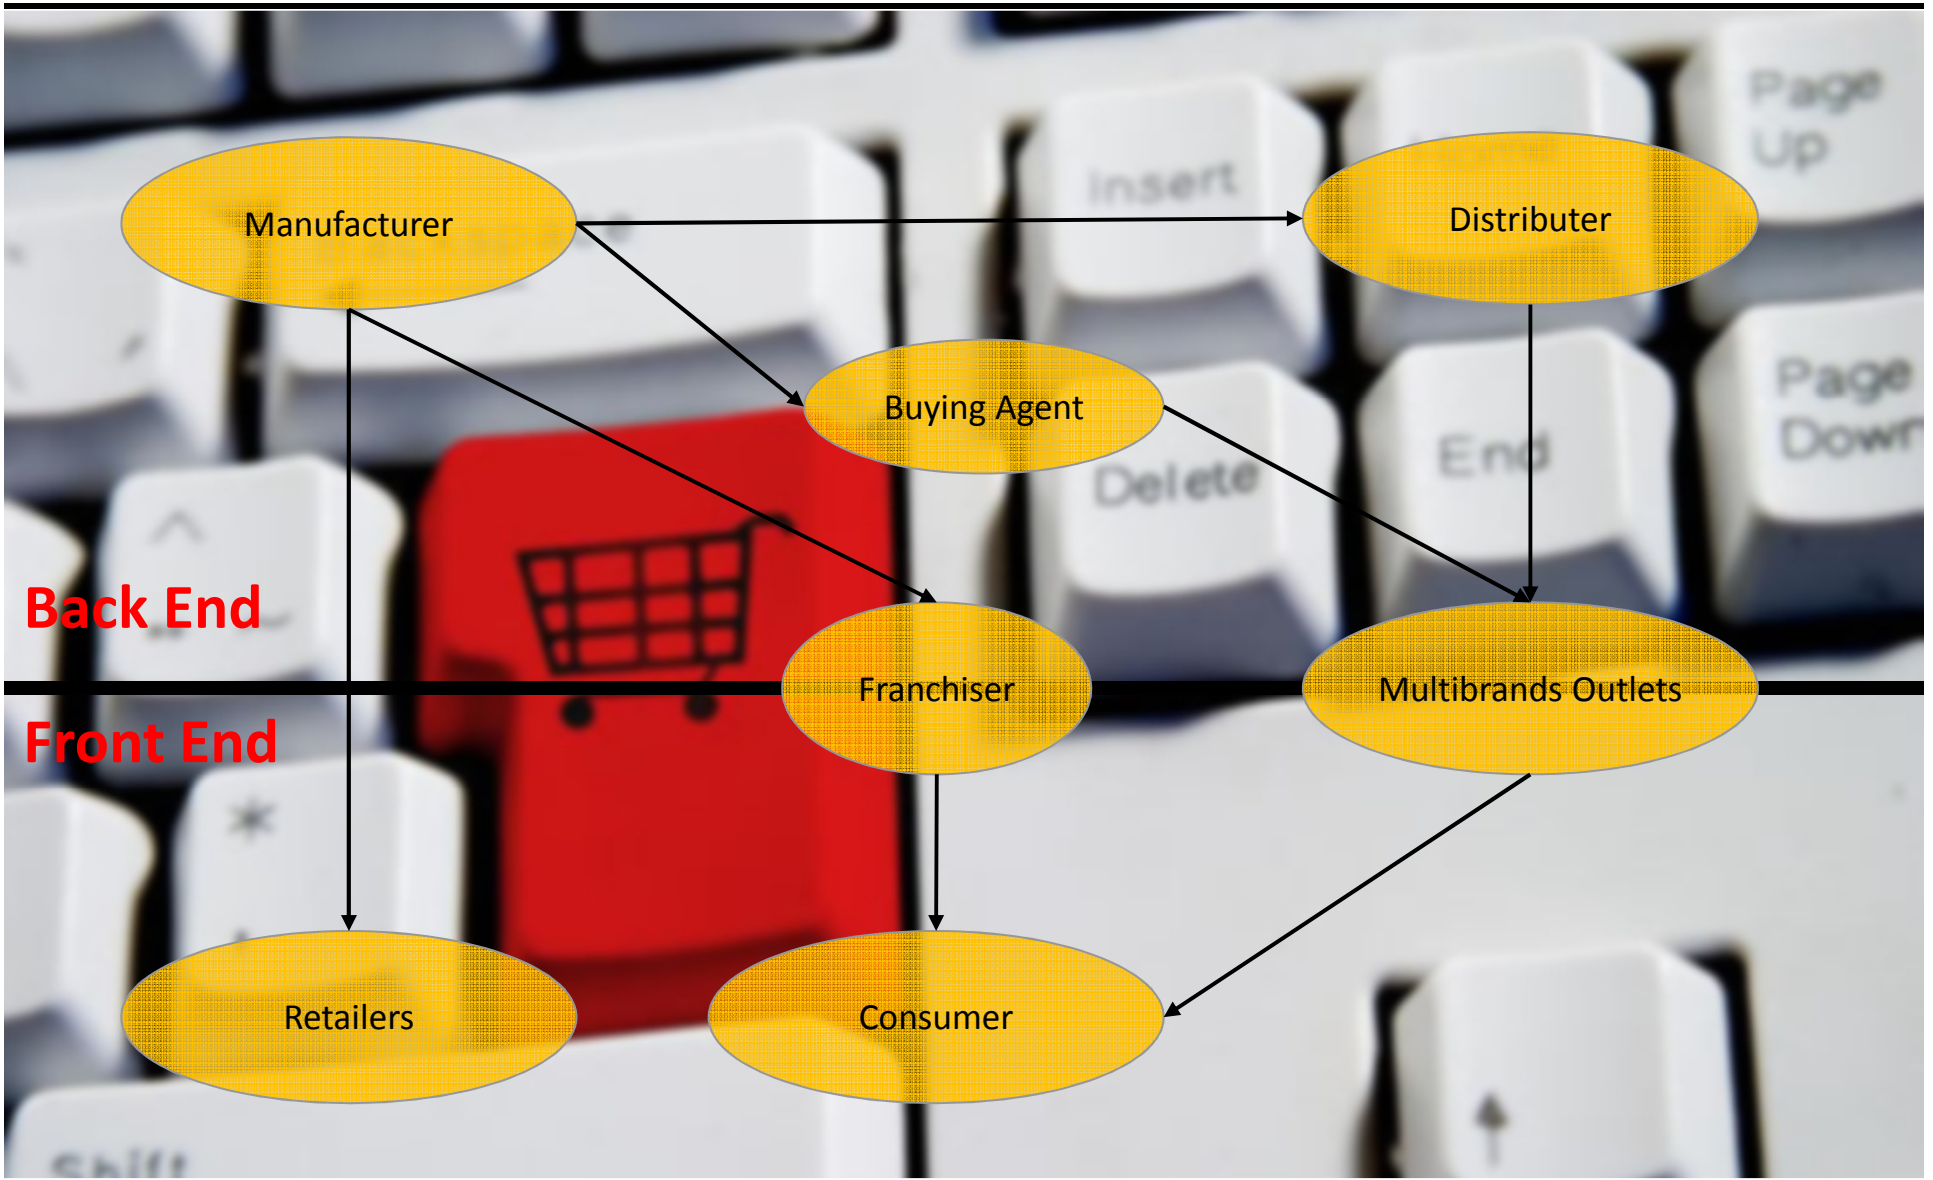 Page
Up
Insert
Manufacturer
Distributer
Buying Agent
Page
Down
End
Delete
Back End
Franchiser
Multibrands Outlets
Front End
*
Retailers
Consumer
Shift